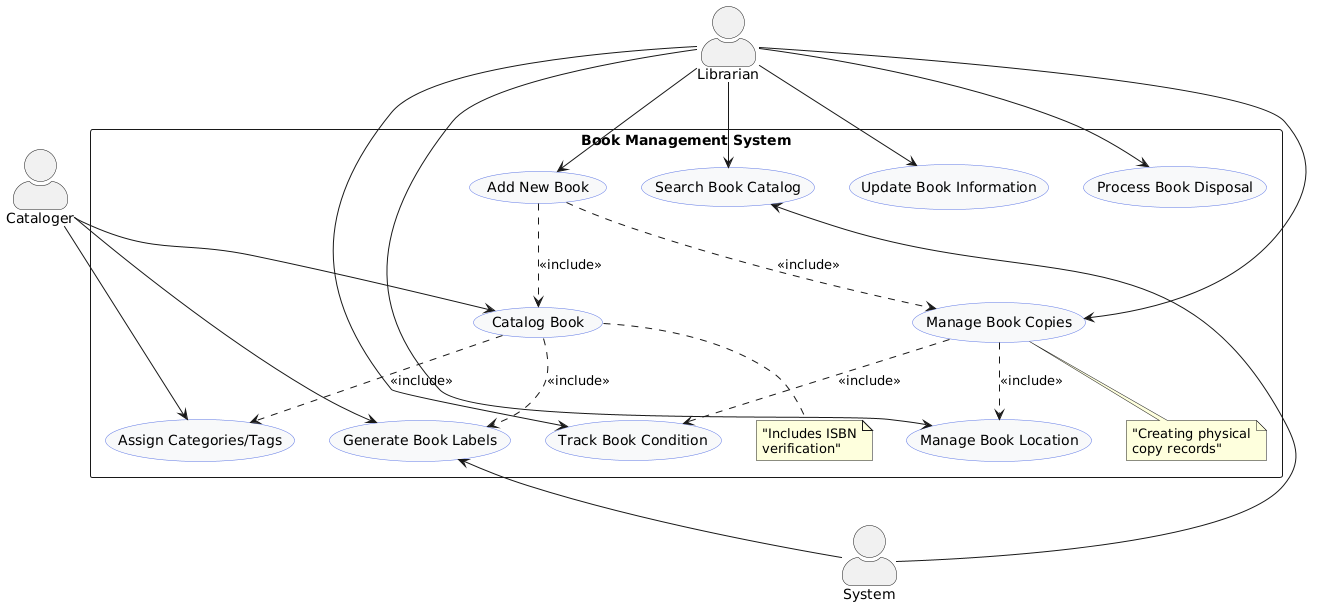 Librarian
Book Management System
Cataloger
Add New Book
Search Book Catalog
Update Book Information
Process Book Disposal
«include»
«include»
Catalog Book
Manage Book Copies
«include»
«include»
«include»
«include»
Assign Categories/Tags
Generate Book Labels
Track Book Condition
"Includes ISBN
verification"
Manage Book Location
"Creating physical
copy records"
System